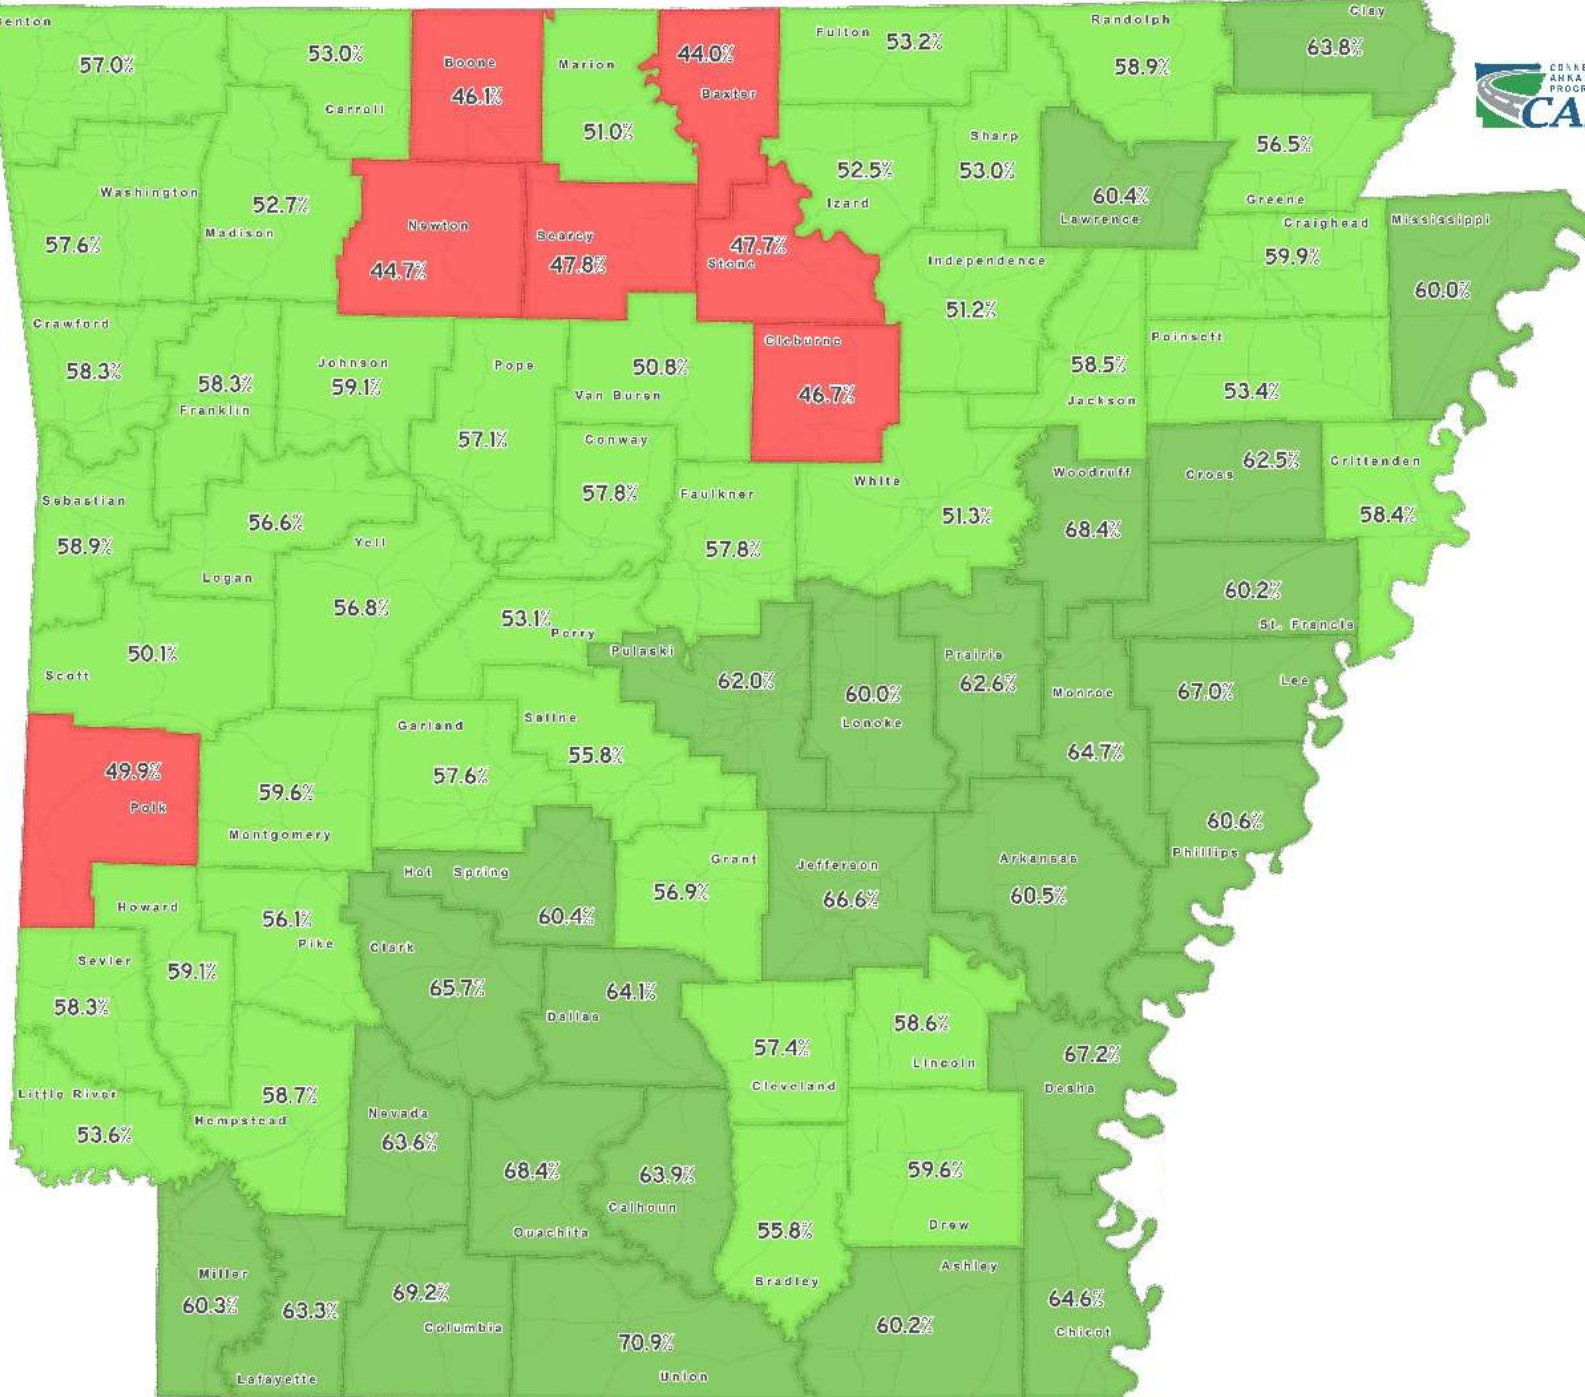 53.0%
Boone
Marion
44.0%
Fulton
53.2%
Randolph
Clay
57.0%
46.1%
Baxter
58.9%
63.8%
Carroll
51.0%
Sharp
56.5%
52.5%
53.0%
60.4%
Washington
52.7%
Izard
Lawrence
Greene
Craighead
Mississippi
57.6%
Madison
Newton
Searcy
47.7%
Independence
59.9%
44.7%
47.8%
Stone
60.0%
51.2%
Crawford
Cleburne
Poinsett
58.3%
58.3%
Johnson
Pope
50.8%
58.5%
53.4%
Franklin
59.1%
Van Buren
46.7%
Jackson
57.1%
Conway
Woodruff
Cross
62.5%
Crittenden
Sebastian
56.6%
57.8%
Faulkner
White
51.3%
68.4%
58.4%
58.9%
Yell
57.8%
Logan
56.8%
53.1%
Perry
60.2%
St. Francis
50.1%
Pulaski
Prairie
Scott
62.0%
60.0%
62.6%
Monroe
67.0%
Lee
Garland
Saline
Lonoke
49.9%
57.6%
55.8%
64.7%
Polk
59.6%
60.6%
Montgomery
Phillips
Hot Spring
Grant
Jefferson
Arkansas
Howard
56.1%
60.4%
56.9%
66.6%
60.5%
Pike
Clark
Sevier
59.1%
65.7%
64.1%
58.3%
Dallas
58.6%
57.4%
Lincoln
67.2%
Little River
58.7%
Cleveland
Desha
53.6%
Hempstead
Nevada
63.6%
68.4%
63.9%
59.6%
Calhoun
Ouachita
55.8%
Drew
Miller
Bradley
Ashley
60.3%
63.3%
69.2%
64.6%
Columbia
70.9%
60.2%
Chicot
Lafayette
Union